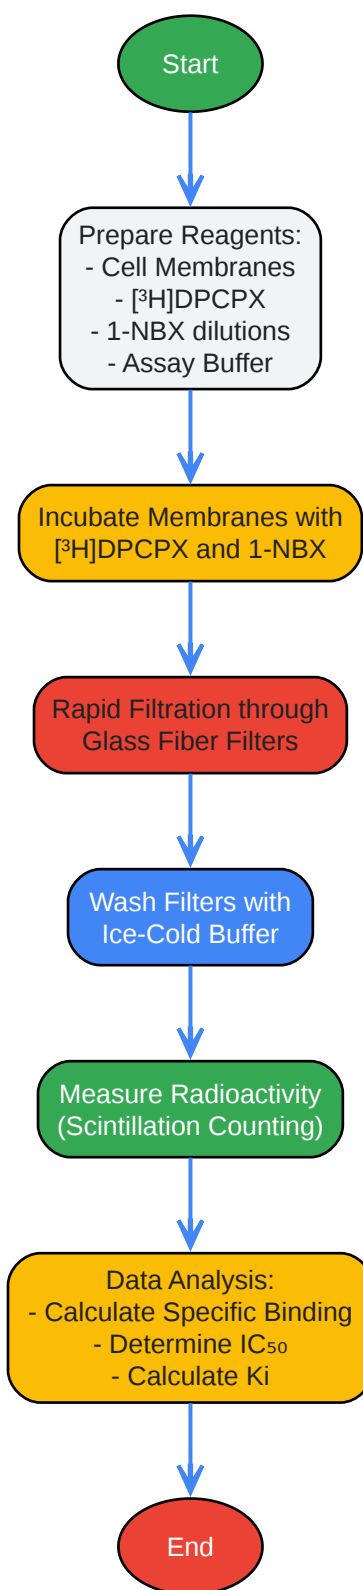 Start
Prepare Reagents:
- Cell Membranes
- [³H]DPCPX
- 1-NBX dilutions
- Assay Buffer
Incubate Membranes with
[³H]DPCPX and 1-NBX
Rapid Filtration through
Glass Fiber Filters
Wash Filters with
Ice-Cold Buffer
Measure Radioactivity
(Scintillation Counting)
Data Analysis:
- Calculate Specific Binding
- Determine IC₅₀
- Calculate Ki
End